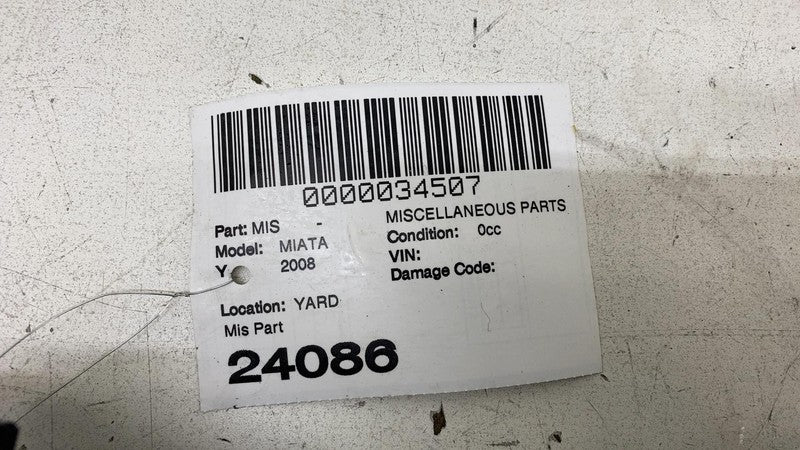 0000034507
Part: MIS - MISCELLANEOUS PARTS
Model: MIATA Condition: 0cc
Y 2008 VIN:
Damage Code:
Location: YARD
Mis Part
24086